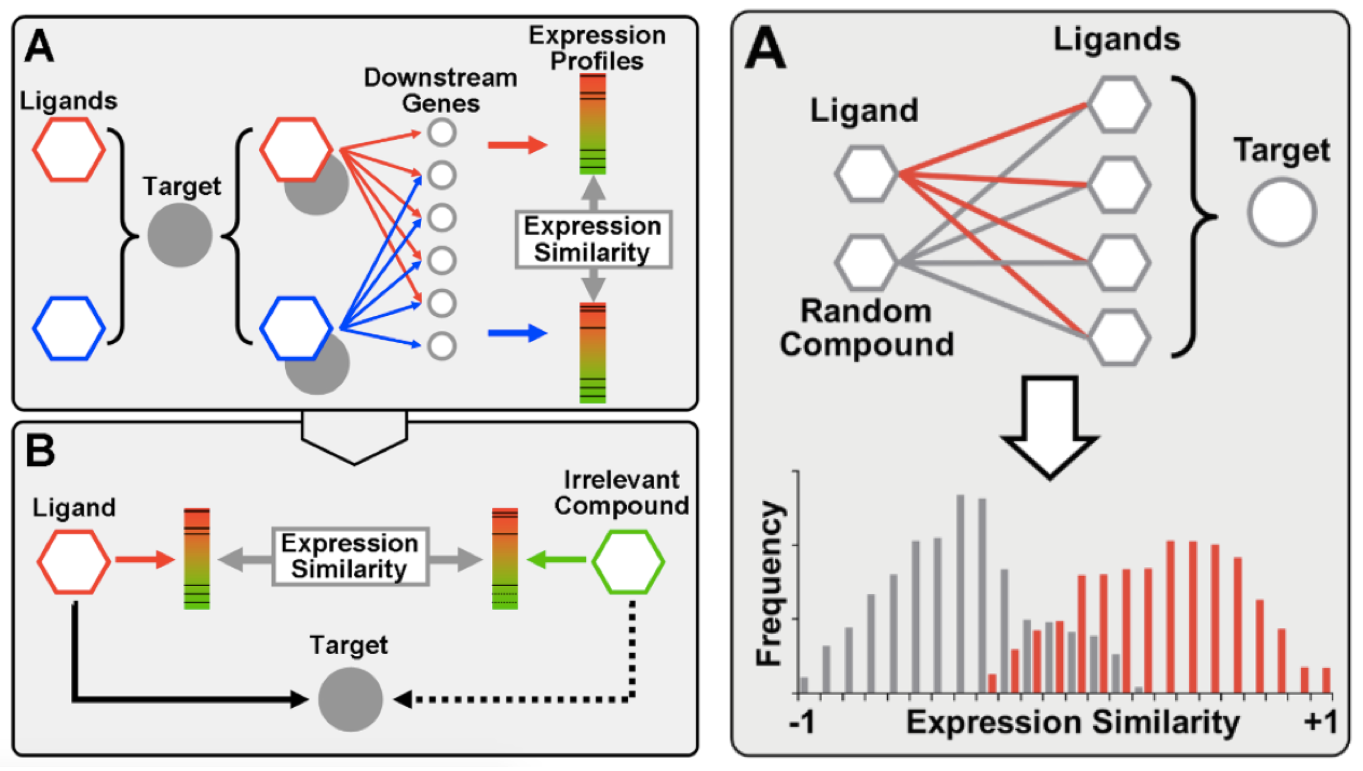 A
Ligands
Target
Downstream
Genes
Expression
Profiles
Expression
Similarity
B
Ligand
Expression
Similarity
Irrelevant
Compound
Target
A
Ligands
Ligand
Target
Random
Compound
Frequency
-1
Expression Similarity
+1